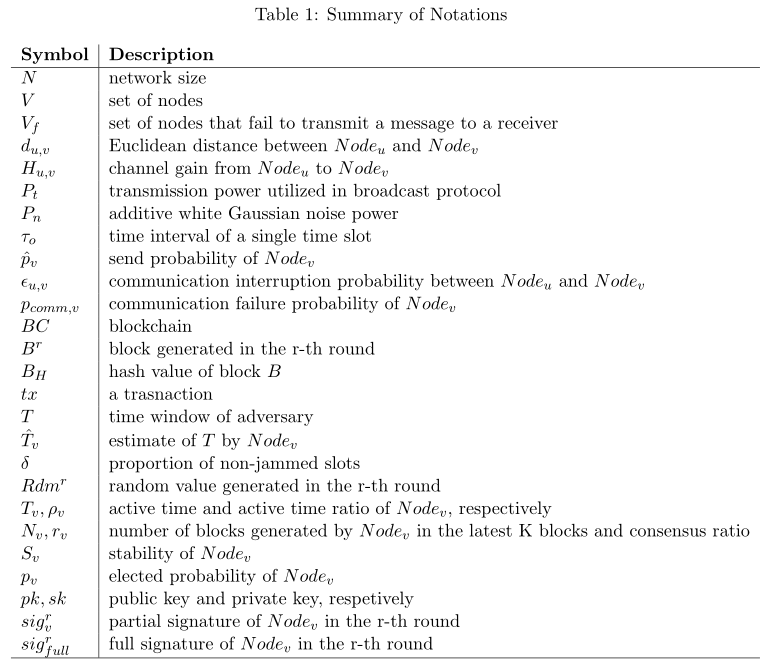 Table 1: Summary of Notations
Symbol Description
N network size
V set of nodes
V_f set of nodes that fail to transmit a message to a receiver
d_{u,v} Euclidean distance between Node_u and Node_v
H_{u,v} channel gain from Node_u to Node_v
P_t transmission power utilized in broadcast protocol
P_n additive white Gaussian noise power
τ_o time interval of a single time slot
p̂_v send probability of Node_v
ϵ_{u,v} communication interruption probability between Node_u and Node_v
p_{comm,v} communication failure probability of Node_v
BC blockchain
B^r block generated in the r-th round
B_H hash value of block B
tx a trasnaction
T time window of adversary
T̂_v estimate of T by Node_v
δ proportion of non-jammed slots
Rdm^r random value generated in the r-th round
T_v, ρ_v active time and active time ratio of Node_v, respectively
N_v, r_v number of blocks generated by Node_v in the latest K blocks and consensus ratio
S_v stability of Node_v
p_v elected probability of Node_v
pk, sk public key and private key, respetively
sig_v^r partial signature of Node_v in the r-th round
sig_{full}^r full signature of Node_v in the r-th round